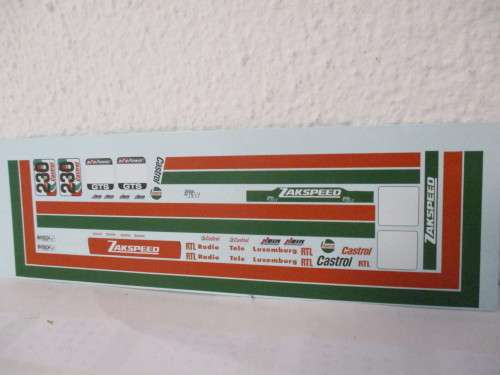 230
230
GTS
GTS
Castrol
ZAKSPEED
ZAKSPEED
ZAKSPEED
Castrol
Castrol
RTL Radio Tele Luxemburg RTL Castrol
RTL Radio Tele Luxemburg RTL Castrol RTL